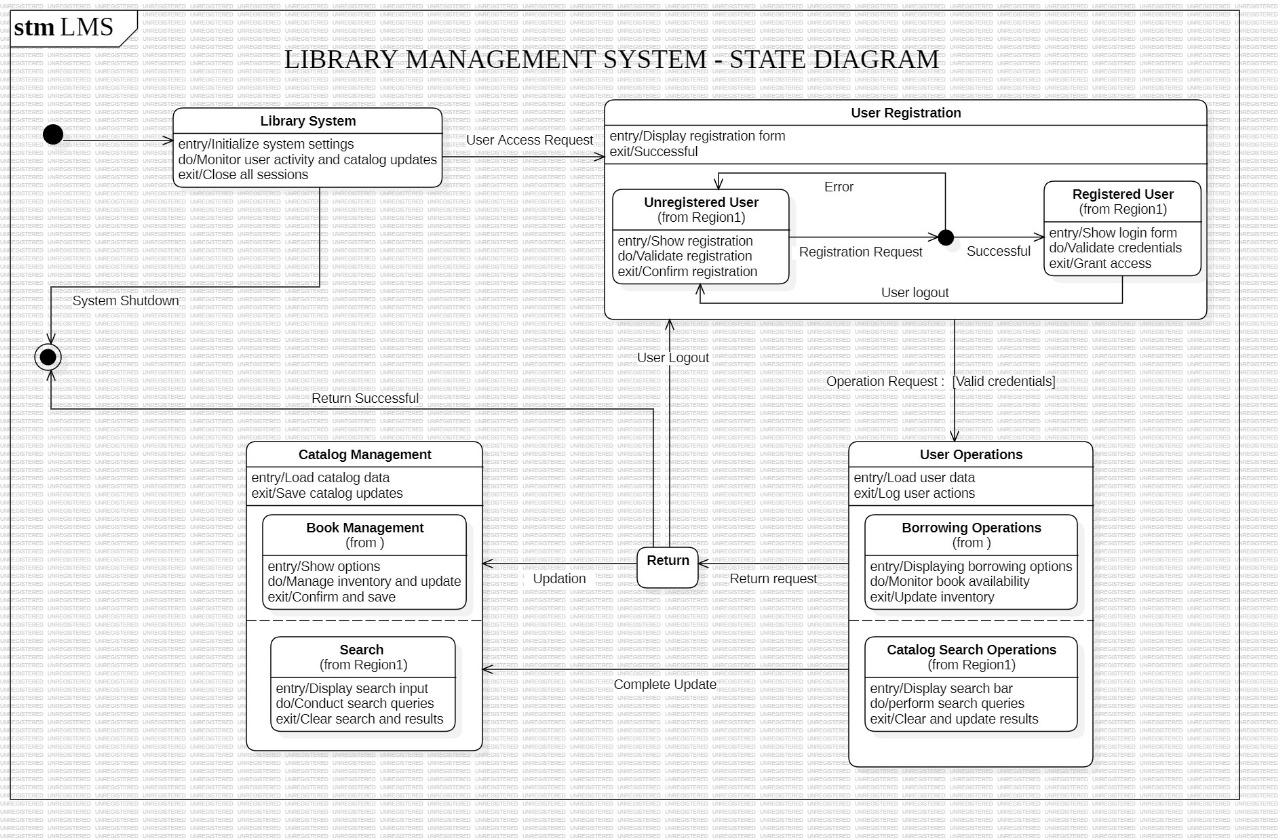 stm LMS
LIBRARY MANAGEMENT SYSTEM - STATE DIAGRAM
Library System
entry/Initialize system settings
do/Monitor user activity and catalog updates
exit/Close all sessions
User Access Request
User Registration
entry/Display registration form
exit/Successful
Error
Unregistered User
(from Region1)
entry/Show registration
do/Validate registration
exit/Confirm registration
Registration Request
Successful
Registered User
(from Region1)
entry/Show login form
do/Validate credentials
exit/Grant access
User logout
System Shutdown
User Logout
Operation Request : [Valid credentials]
Return Successful
Catalog Management
entry/Load catalog data
exit/Save catalog updates
Book Management
(from )
entry/Show options
do/Manage inventory and update
exit/Confirm and save
Search
(from Region1)
entry/Display search input
do/Conduct search queries
exit/Clear search and results
Return
Updation
Return request
Complete Update
User Operations
entry/Load user data
exit/Log user actions
Borrowing Operations
(from )
entry/Displaying borrowing options
do/Monitor book availability
exit/Update inventory
Catalog Search Operations
(from Region1)
entry/Display search bar
do/perform search queries
exit/Clear and update results
UNREGISTERED